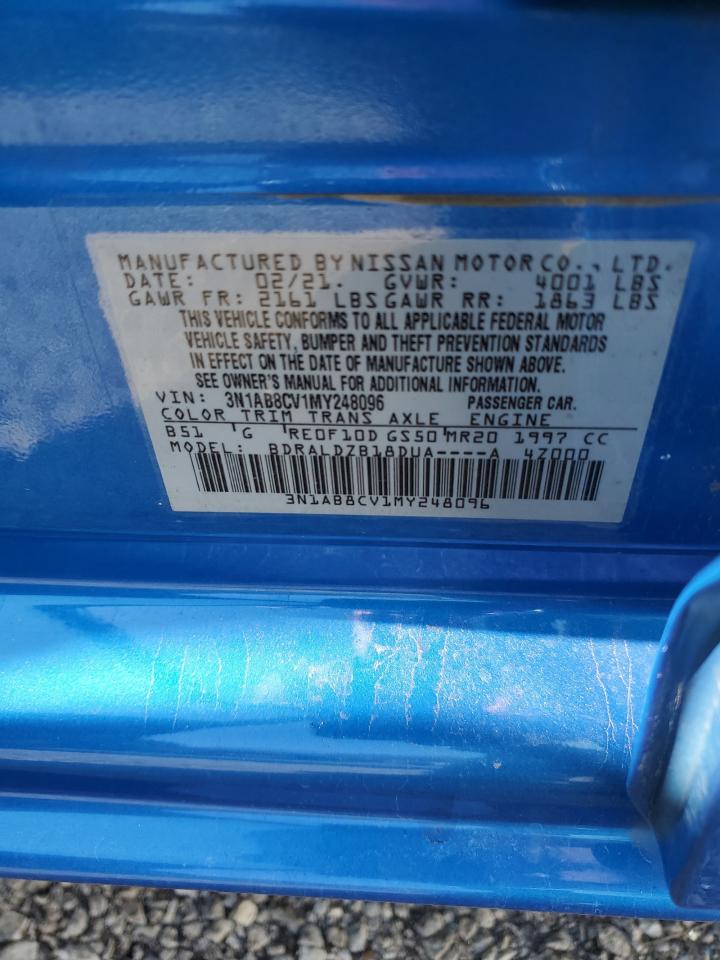 MANUFACTURED BY NISSAN MOTOR CO., LTD.
DATE: 02/21. GVWR: 4001 LBS
GAWR FR: 2161 LBS GAWR RR: 1863 LBS
THIS VEHICLE CONFORMS TO ALL APPLICABLE FEDERAL MOTOR
VEHICLE SAFETY, BUMPER AND THEFT PREVENTION STANDARDS
IN EFFECT ON THE DATE OF MANUFACTURE SHOWN ABOVE.
SEE OWNER'S MANUAL FOR ADDITIONAL INFORMATION.
VIN: 3N1AB8CV1MY248096 PASSENGER CAR.
COLOR TRIM TRANS AXLE ENGINE
B51 G RE0F10D GS50 MR20 1997 CC
MODEL: BDRALDZB18DUA----A 4Z000
3N1AB8CV1MY248096